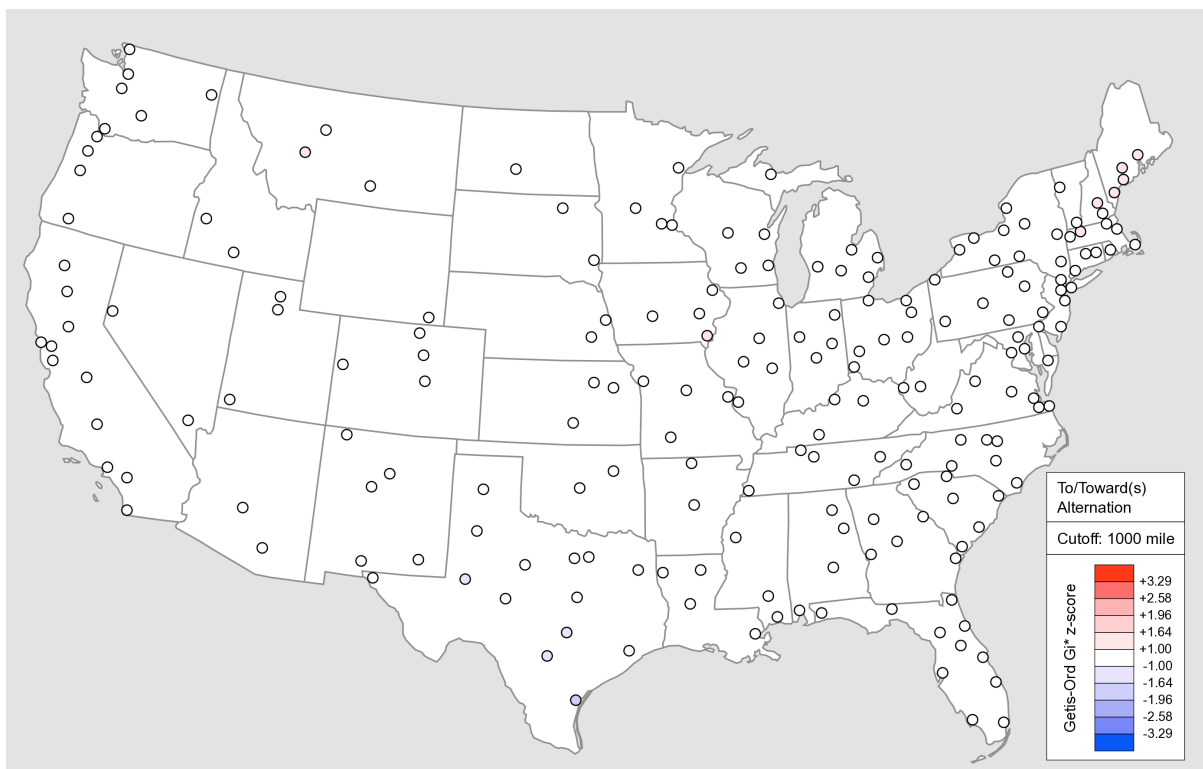 To/Toward(s)
Alternation
Cutoff: 1000 mile
Getis-Ord Gi* z-score
+3.29
+2.58
+1.96
+1.64
+1.00
-1.00
-1.64
-1.96
-2.58
-3.29